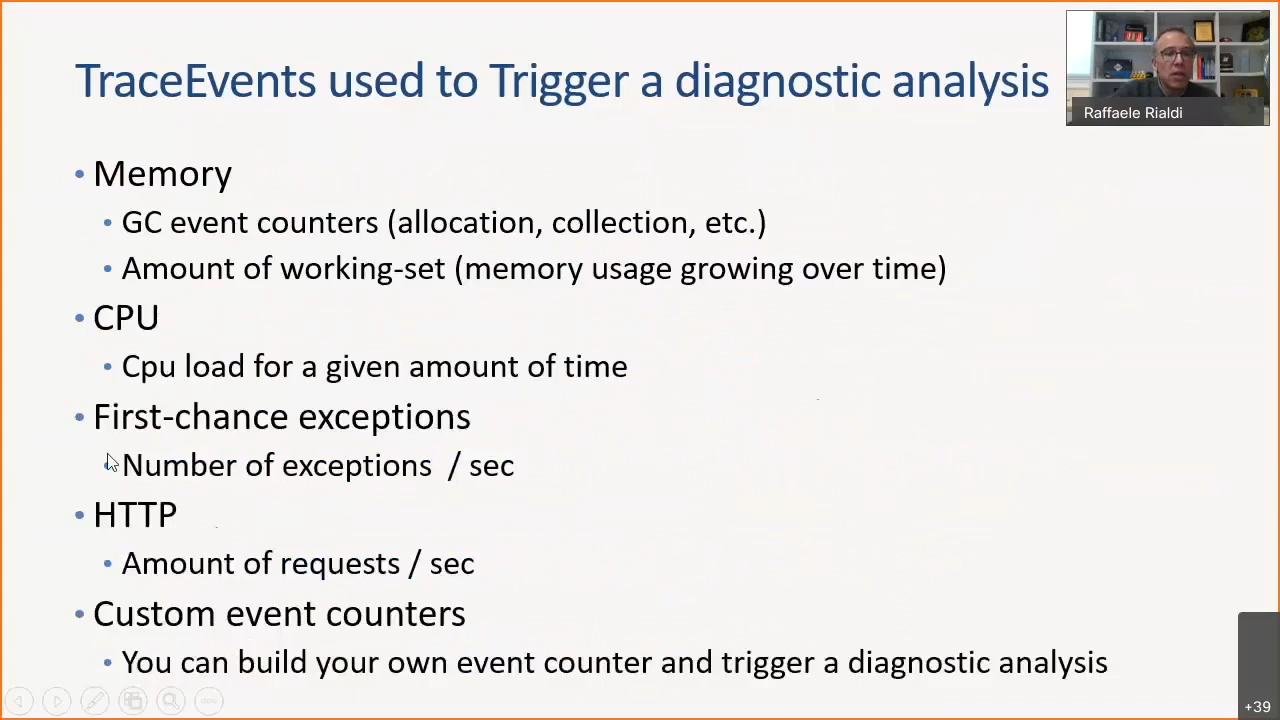 TraceEvents used to Trigger a diagnostic analysis
Raffaele Rialdi
• Memory
• GC event counters (allocation, collection, etc.)
• Amount of working-set (memory usage growing over time)
• CPU
• Cpu load for a given amount of time
• First-chance exceptions
• Number of exceptions / sec
• HTTP
• Amount of requests / sec
• Custom event counters
• You can build your own event counter and trigger a diagnostic analysis
+39